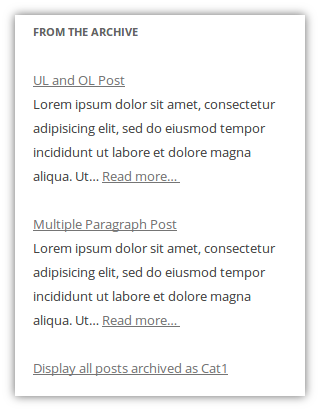 FROM THE ARCHIVE
UL and OL Post
Lorem ipsum dolor sit amet, consectetur
adipisicing elit, sed do eiusmod tempor
incididunt ut labore et dolore magna
aliqua. Ut... Read more...
Multiple Paragraph Post
Lorem ipsum dolor sit amet, consectetur
adipisicing elit, sed do eiusmod tempor
incididunt ut labore et dolore magna
aliqua. Ut... Read more...
Display all posts archived as Cat1